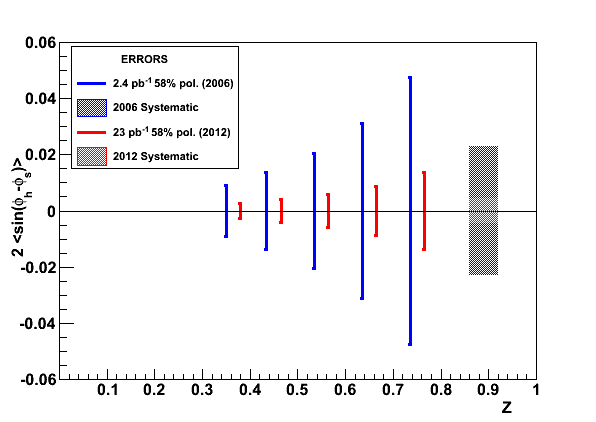 0.06
0.04
0.02
0
-0.02
-0.04
-0.06
2 <sin(ϕh-ϕs)>
ERRORS
2.4 pb-1 58% pol. (2006)
2006 Systematic
23 pb-1 58% pol. (2012)
2012 Systematic
0.1 0.2 0.3 0.4 0.5 0.6 0.7 0.8 0.9 1
Z